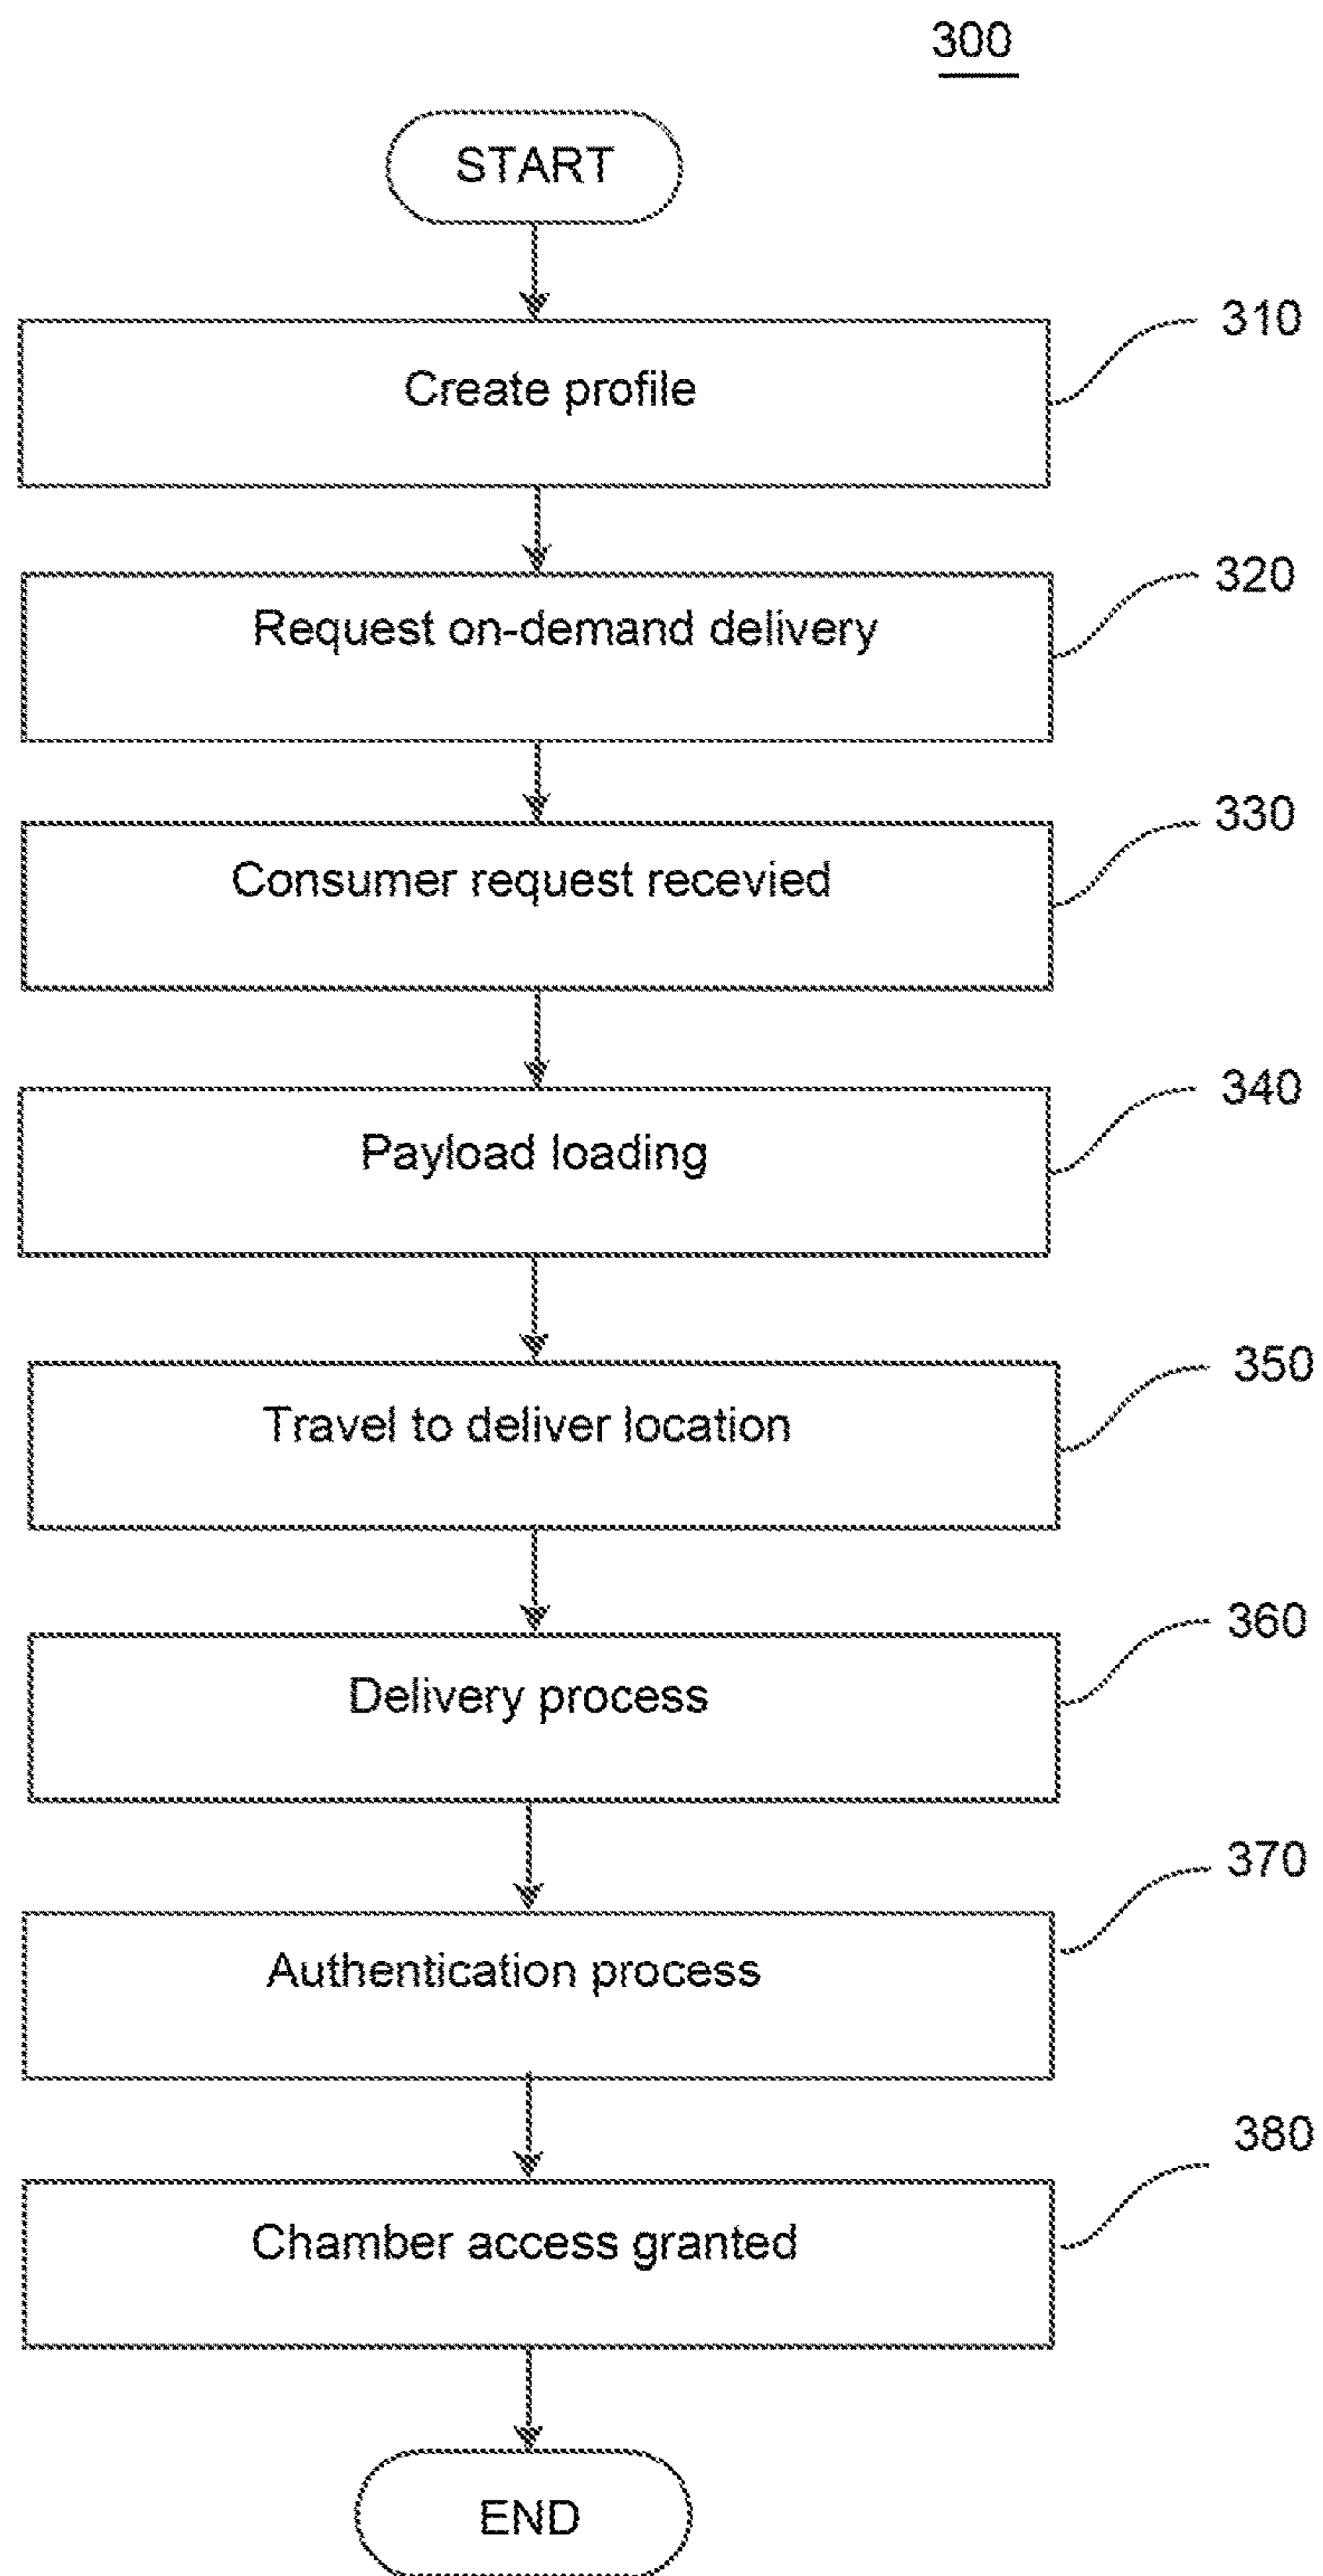 300
START
310
Create profile
320
Request on-demand delivery
330
Consumer request recevied
340
Payload loading
350
Travel to deliver location
360
Delivery process
370
Authentication process
380
Chamber access granted
END